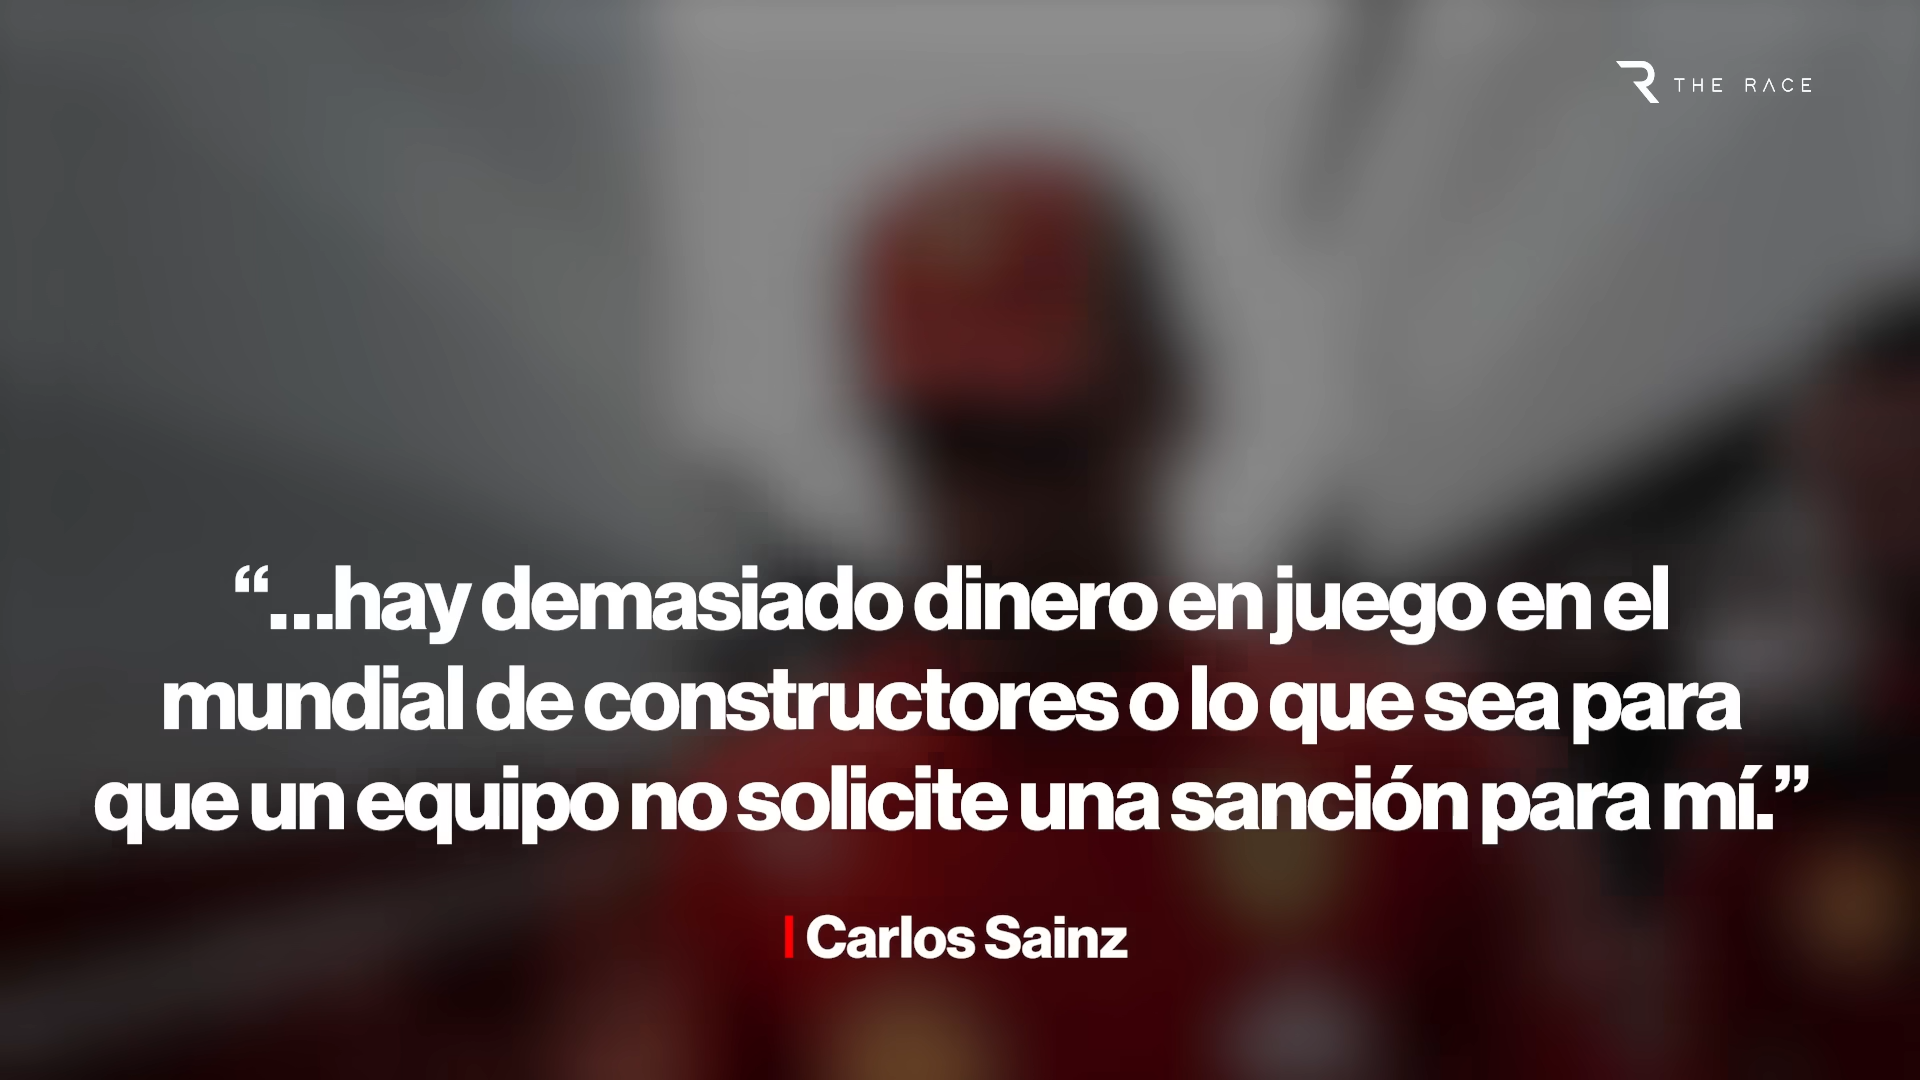 THE RACE
“...hay demasiado dinero en juego en el
mundial de constructores o lo que sea para
que un equipo no solicite una sanción para mí.”
Carlos Sainz